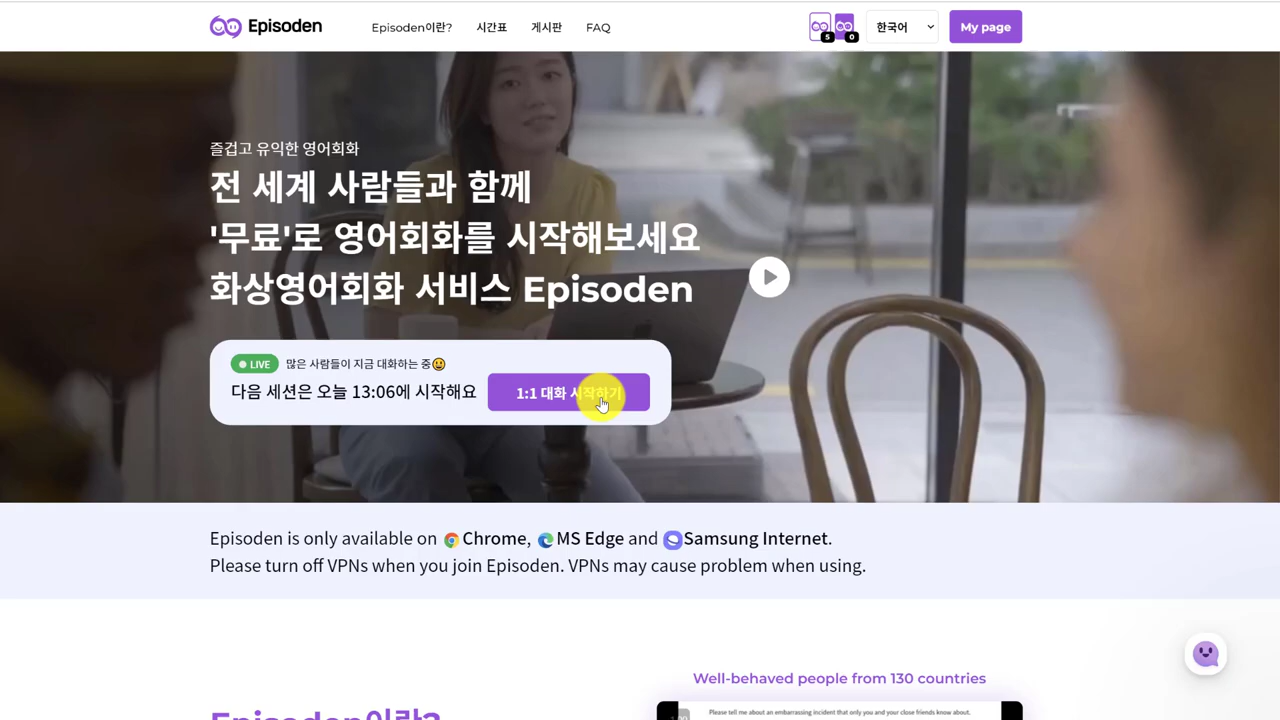 Episoden
Episoden이란? 시간표 게시판 FAQ
5 0
한국어
My page
즐겁고 유익한 영어회화
전 세계 사람들과 함께
'무료'로 영어회화를 시작해보세요
화상영어회화 서비스 Episoden
LIVE 많은 사람들이 지금 대화하는 중
다음 세션은 오늘 13:06에 시작해요
1:1 대화 시작하기
Episoden is only available on Chrome, MS Edge and Samsung Internet.
Please turn off VPNs when you join Episoden. VPNs may cause problem when using.
Well-behaved people from 130 countries
Episoden이란?
Please tell me about an embarrassing incident that only you and your close friends know about.